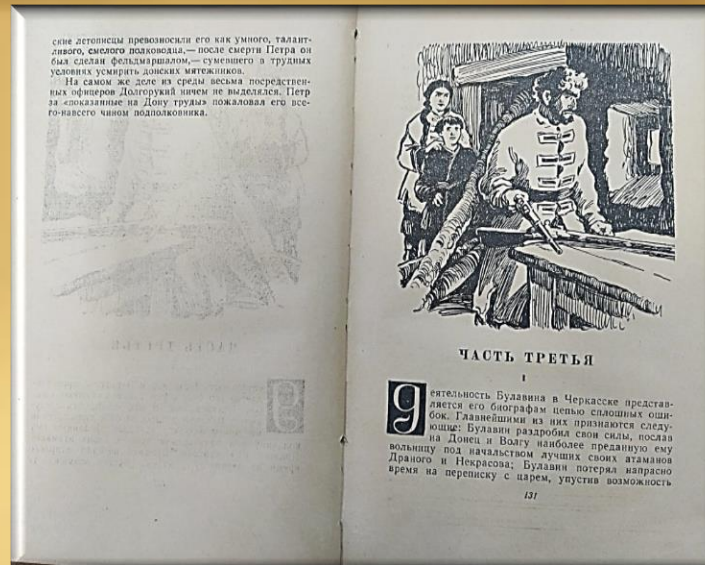 ские летописцы превозносили его как умного, талант-
ливого, смелого полководца,— после смерти Петра он
был сделан фельдмаршалом,— сумевшего в трудных
условиях усмирить донских мятежников.
На самом же деле из среды весьма посредствен-
ных офицеров Долгорукий ничем не выделялся. Петр
за «показанные на Дону труды» пожаловал его все-
го-навсего чином подполковника.
ЧАСТЬ ТРЕТЬЯ
I
Деятельность Булавина в Черкасске представ-
ляется его биографам цепью сплошных оши-
бок. Главнейшими из них признаются следу-
ющие: Булавин раздробил свои силы, послав
на Донец и Волгу наиболее преданную ему
вольницу под начальством лучших своих атаманов
Драного и Некрасова; Булавин потерял напрасно
время на переписку с царем, упустив возможность
131